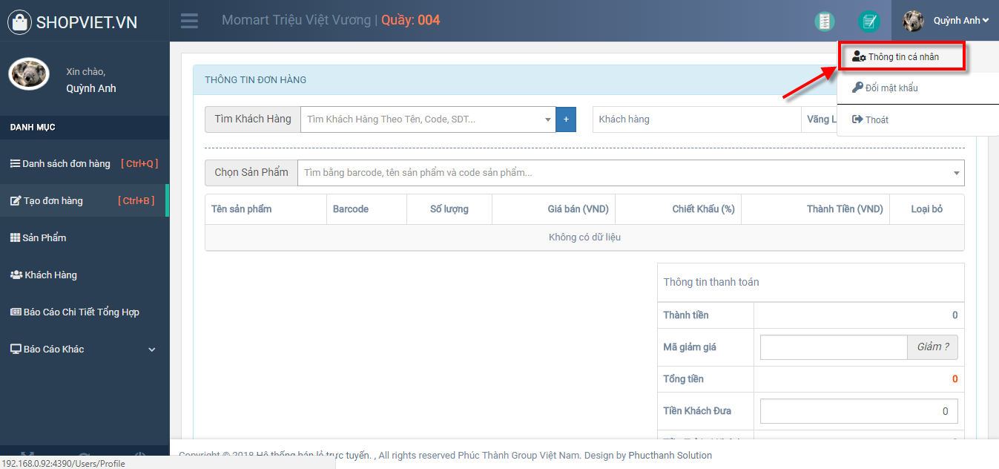 SHOPVIET.VN
Momart Triệu Việt Vương | Quầy: 004
Quỳnh Anh
Xin chào,
Quỳnh Anh
DANH MỤC
Danh sách đơn hàng [ Ctrl+Q ]
Tạo đơn hàng [ Ctrl+B ]
Sản Phẩm
Khách Hàng
Báo Cáo Chi Tiết Tổng Hợp
Báo Cáo Khác
Thông tin cá nhân
Đổi mật khẩu
Thoát
THÔNG TIN ĐƠN HÀNG
Tìm Khách Hàng Tìm Khách Hàng Theo Tên, Code, SDT... + Khách hàng Vãng L
Chọn Sản Phẩm Tìm bằng barcode, tên sản phẩm và code sản phẩm...
Tên sản phẩm Barcode Số lượng Giá bán (VND) Chiết Khấu (%) Thành Tiền (VND) Loại bỏ
Không có dữ liệu
Thông tin thanh toán
Thành tiền 0
Mã giảm giá Giảm ?
Tổng tiền 0
Tiền Khách Đưa 0
Copyright © 2018 Hệ thống bán lẻ trực tuyến. , All rights reserved Phúc Thành Group Việt Nam. Design by Phucthanh Solution
192.168.0.92:4390/Users/Profile